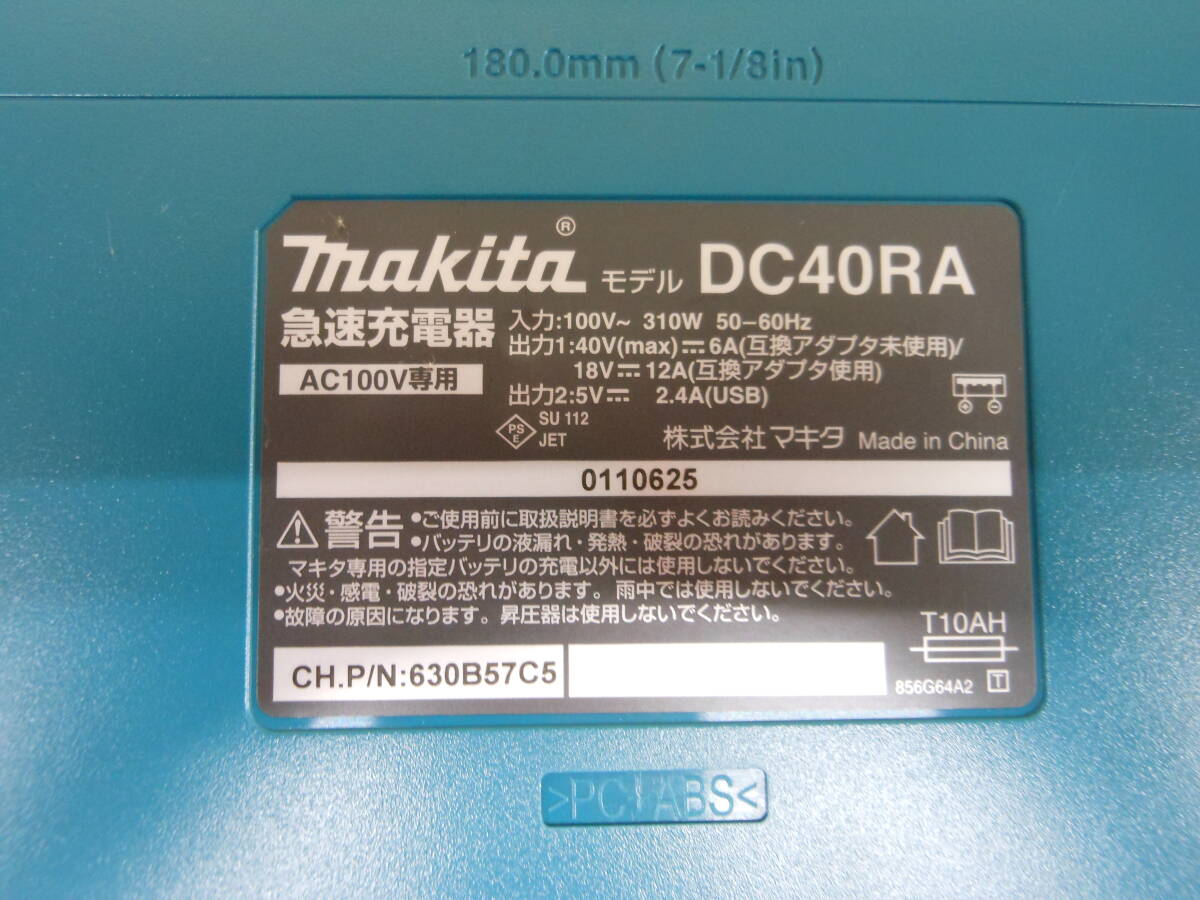 180.0mm (7-1/8in)
makita® モデル DC40RA
急速充電器
AC100V専用
入力:100V~ 310W 50-60Hz
出力1:40V(max)⎓6A(互換アダプタ未使用)/
18V⎓12A(互換アダプタ使用)
出力2:5V⎓ 2.4A(USB)
PSE SU 112
JET
株式会社マキタ Made in China
0110625
警告 •ご使用前に取扱説明書を必ずよくお読みください。
•バッテリの液漏れ・発熱・破裂の恐れがあります。
マキタ専用の指定バッテリの充電以外には使用しないでください。
•火災・感電・破裂の恐れがあります。雨中では使用しないでください。
•故障の原因になります。昇圧器は使用しないでください。
T10AH
CH.P/N:630B57C5
856G64A2 T
>PC+ABS<